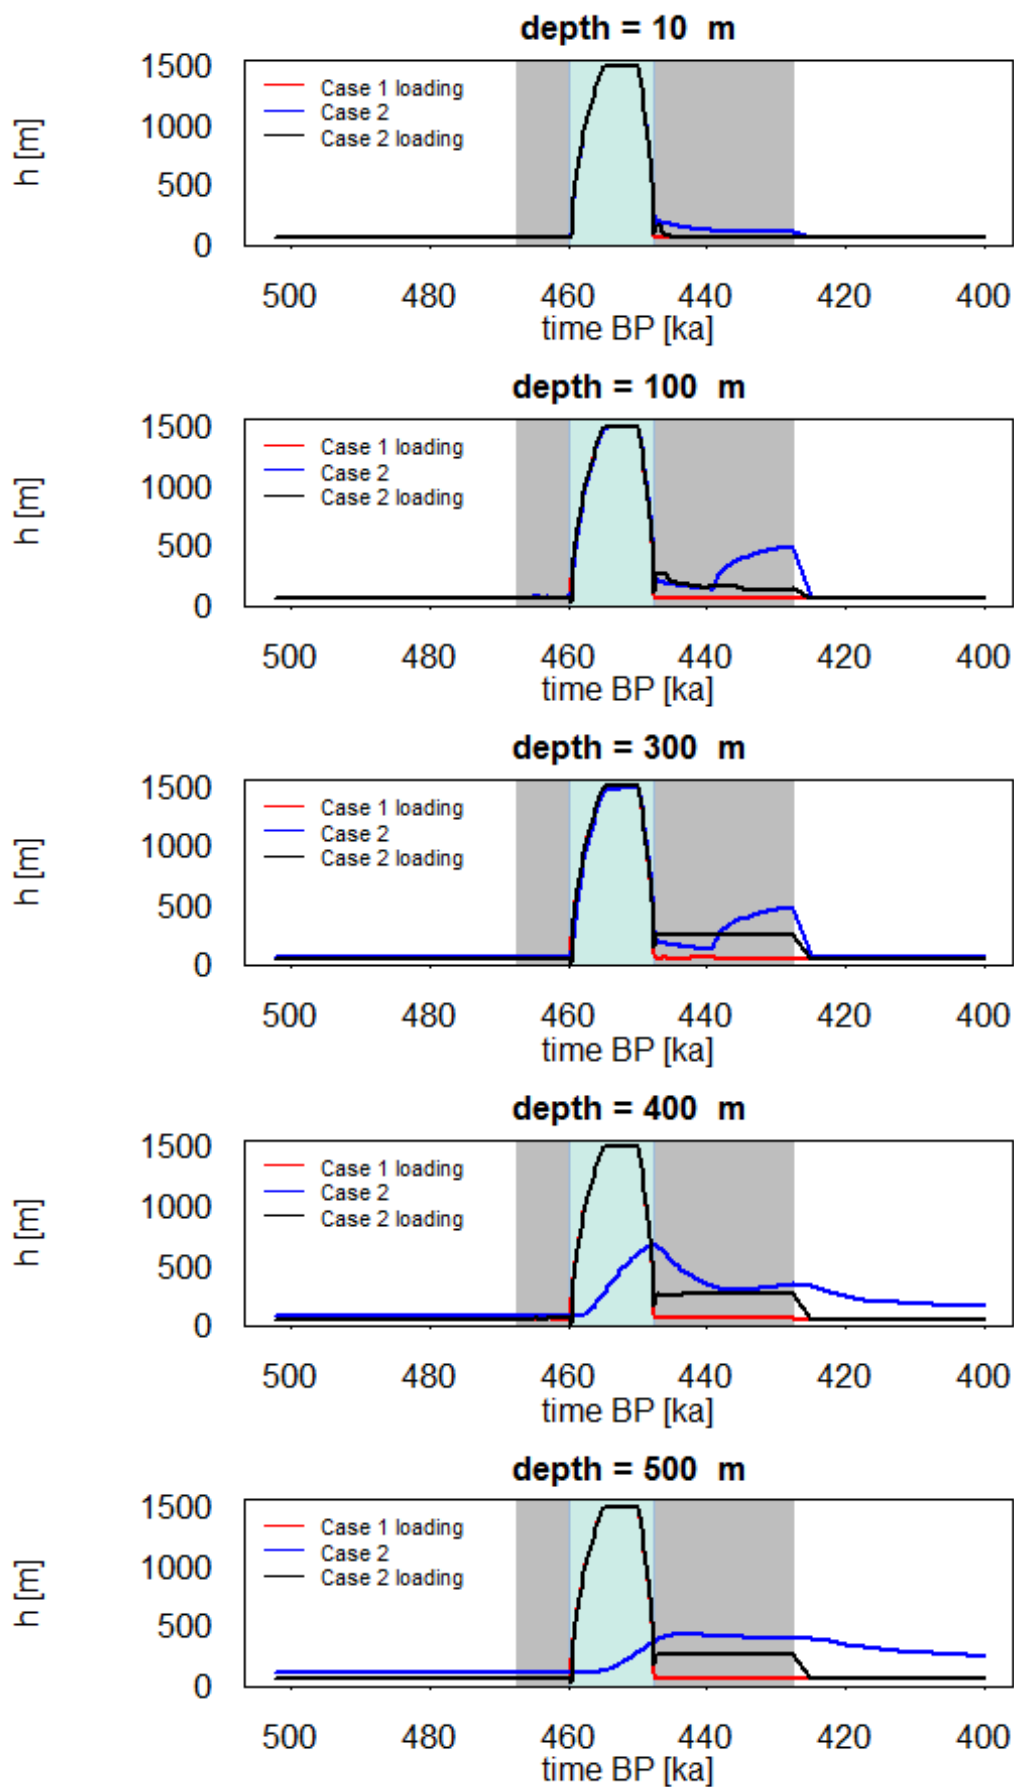 depth = 10 m
h [m]
1500
1000
500
0
Case 1 loading
Case 2
Case 2 loading
500 480 460 440 420 400
time BP [ka]
depth = 100 m
h [m]
1500
1000
500
0
Case 1 loading
Case 2
Case 2 loading
500 480 460 440 420 400
time BP [ka]
depth = 300 m
h [m]
1500
1000
500
0
Case 1 loading
Case 2
Case 2 loading
500 480 460 440 420 400
time BP [ka]
depth = 400 m
h [m]
1500
1000
500
0
Case 1 loading
Case 2
Case 2 loading
500 480 460 440 420 400
time BP [ka]
depth = 500 m
h [m]
1500
1000
500
0
Case 1 loading
Case 2
Case 2 loading
500 480 460 440 420 400
time BP [ka]